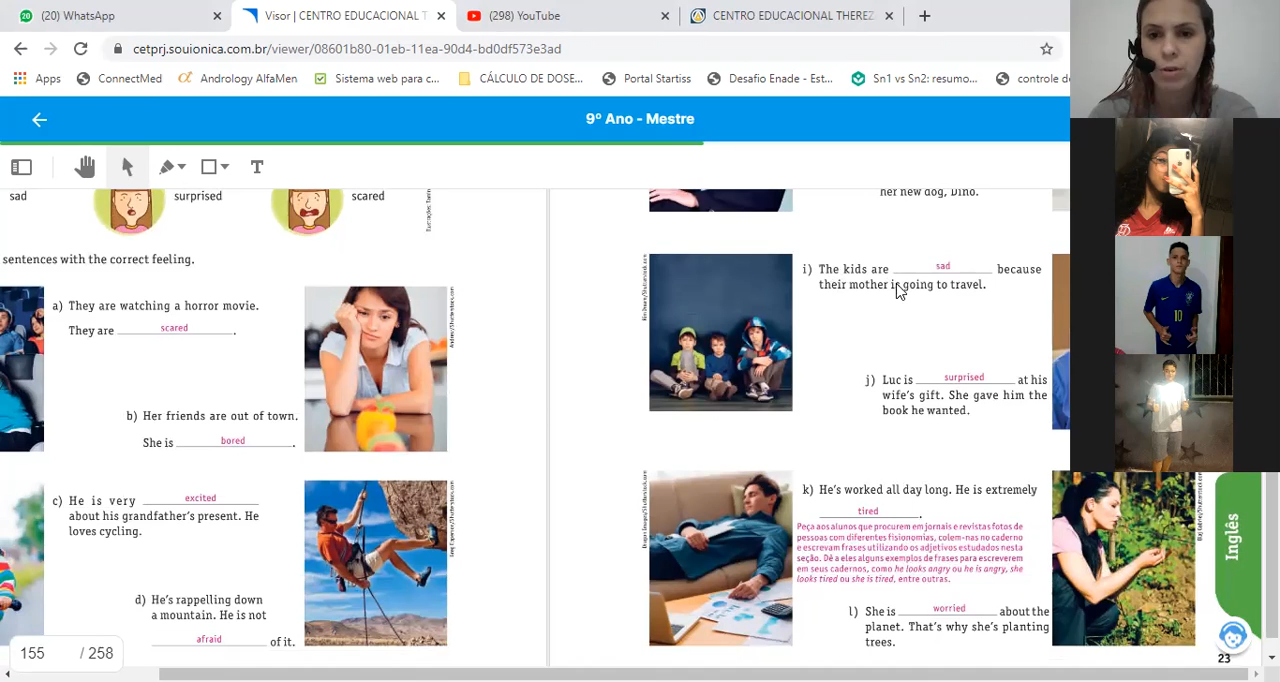 (20) WhatsApp
Visor | CENTRO EDUCACIONAL T
(298) YouTube
CENTRO EDUCACIONAL THEREZ
cetprj.souionica.com.br/viewer/08601b80-01eb-11ea-90d4-bd0df573e3ad
Apps
ConnectMed
Andrology AlfaMen
Sistema web para c...
CÁLCULO DE DOSE...
Portal Startiss
Desafio Enade - Est...
Sn1 vs Sn2: resumo...
controle de
9º Ano - Mestre
sad
surprised
scared
sentences with the correct feeling.
a) They are watching a horror movie.
They are scared.
b) Her friends are out of town.
She is bored.
c) He is very excited
about his grandfather's present. He
loves cycling.
d) He's rappelling down
a mountain. He is not
afraid of it.
her new dog, Dino.
i) The kids are sad because
their mother is going to travel.
j) Luc is surprised at his
wife's gift. She gave him the
book he wanted.
k) He's worked all day long. He is extremely
tired.
Peça aos alunos que procurem em jornais e revistas fotos de
pessoas com diferentes fisionomias, colem-nas no caderno
e escrevam frases utilizando os adjetivos estudados nesta
seção. Dê a eles alguns exemplos de frases para escreverem
em seus cadernos, como he looks angry ou he is angry, she
looks tired ou she is tired, entre outras.
l) She is worried about the
planet. That's why she's planting
trees.
Inglês
23
155 / 258
10